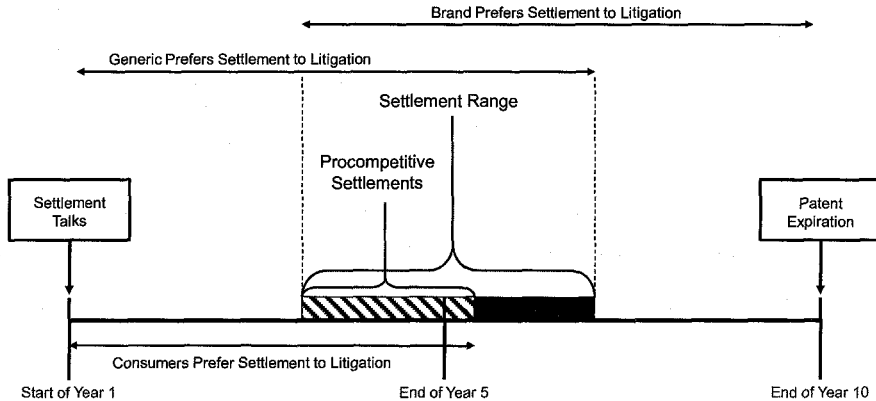 Brand Prefers Settlement to Litigation
Generic Prefers Settlement to Litigation
Settlement Range
Procompetitive
Settlements
Settlement
Talks
Patent
Expiration
Consumers Prefer Settlement to Litigation
Start of Year 1
End of Year 5
End of Year 10